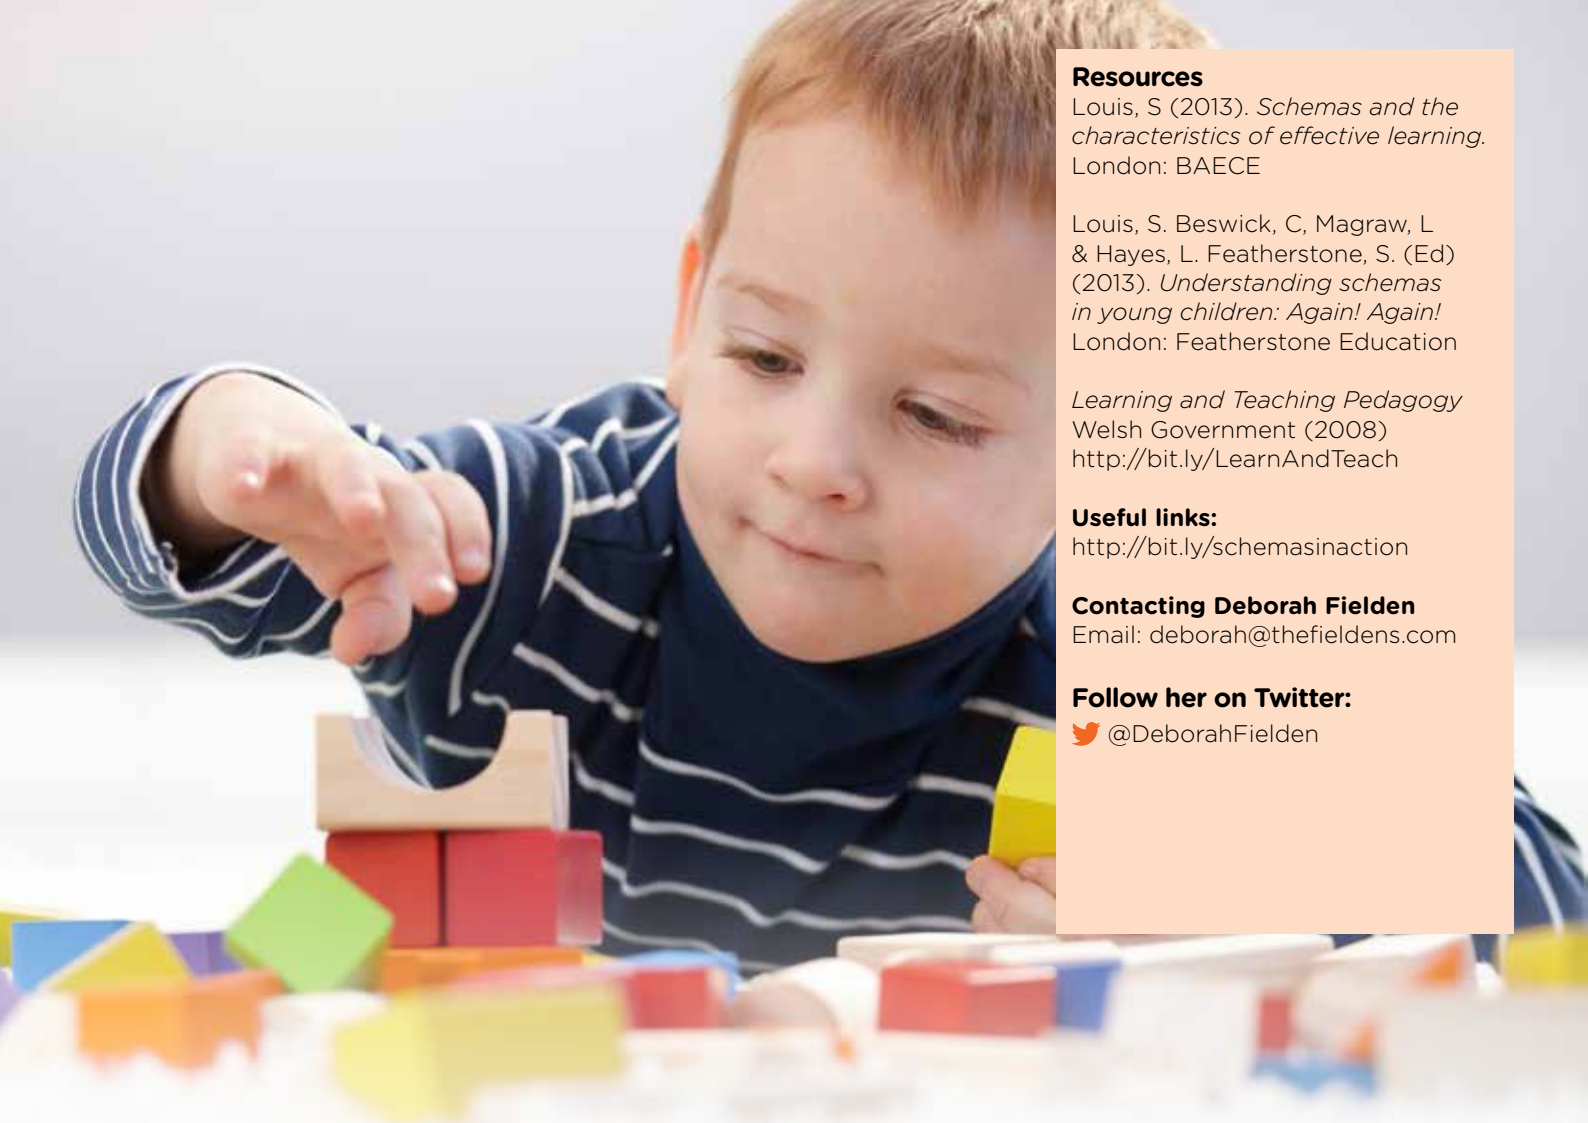 Resources
Louis, S (2013). Schemas and the
characteristics of effective learning.
London: BAECE
Louis, S. Beswick, C, Magraw, L
& Hayes, L. Featherstone, S. (Ed)
(2013). Understanding schemas
in young children: Again! Again!
London: Featherstone Education
Learning and Teaching Pedagogy
Welsh Government (2008)
http://bit.ly/LearnAndTeach
Useful links:
http://bit.ly/schemasinaction
Contacting Deborah Fielden
Email: deborah@thefieldens.com
Follow her on Twitter:
@DeborahFielden